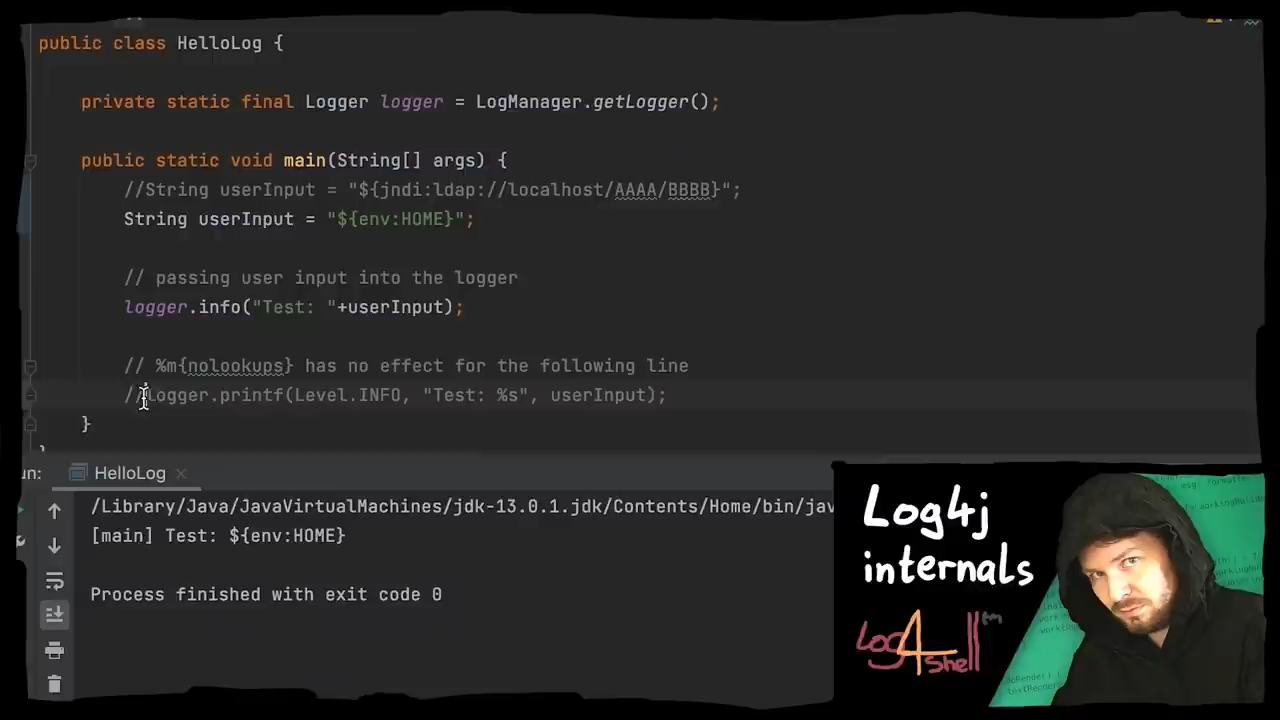 public class HelloLog {
private static final Logger logger = LogManager.getLogger();
public static void main(String[] args) {
//String userInput = "${jndi:ldap://localhost/AAAA/BBBB}";
String userInput = "${env:HOME}";
// passing user input into the logger
logger.info("Test: "+userInput);
// %m{nolookups} has no effect for the following line
//logger.printf(Level.INFO, "Test: %s", userInput);
}
un:
HelloLog
/Library/Java/JavaVirtualMachines/jdk-13.0.1.jdk/Contents/Home/bin/jav
[main] Test: ${env:HOME}
Process finished with exit code 0
Log4j
internals
Log4shell
tm